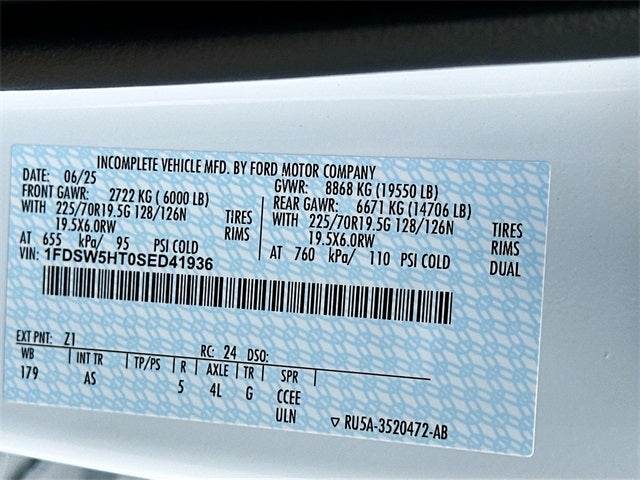 INCOMPLETE VEHICLE MFD. BY FORD MOTOR COMPANY
DATE: 06/25 GVWR: 8868 KG (19550 LB)
FRONT GAWR: 2722 KG ( 6000 LB) REAR GAWR: 6671 KG (14706 LB)
WITH 225/70R19.5G 128/126N TIRES WITH 225/70R19.5G 128/126N TIRES
19.5X6.0RW RIMS 19.5X6.0RW RIMS
AT 655 kPa/ 95 PSI COLD AT 760 kPa/ 110 PSI COLD DUAL
VIN: 1FDSW5HT0SED41936
EXT PNT: Z1 RC: 24 DSO:
WB INT TR TP/PS R AXLE TR SPR
179 AS 5 4L G CCEE
ULN ▽ RU5A-3520472-AB